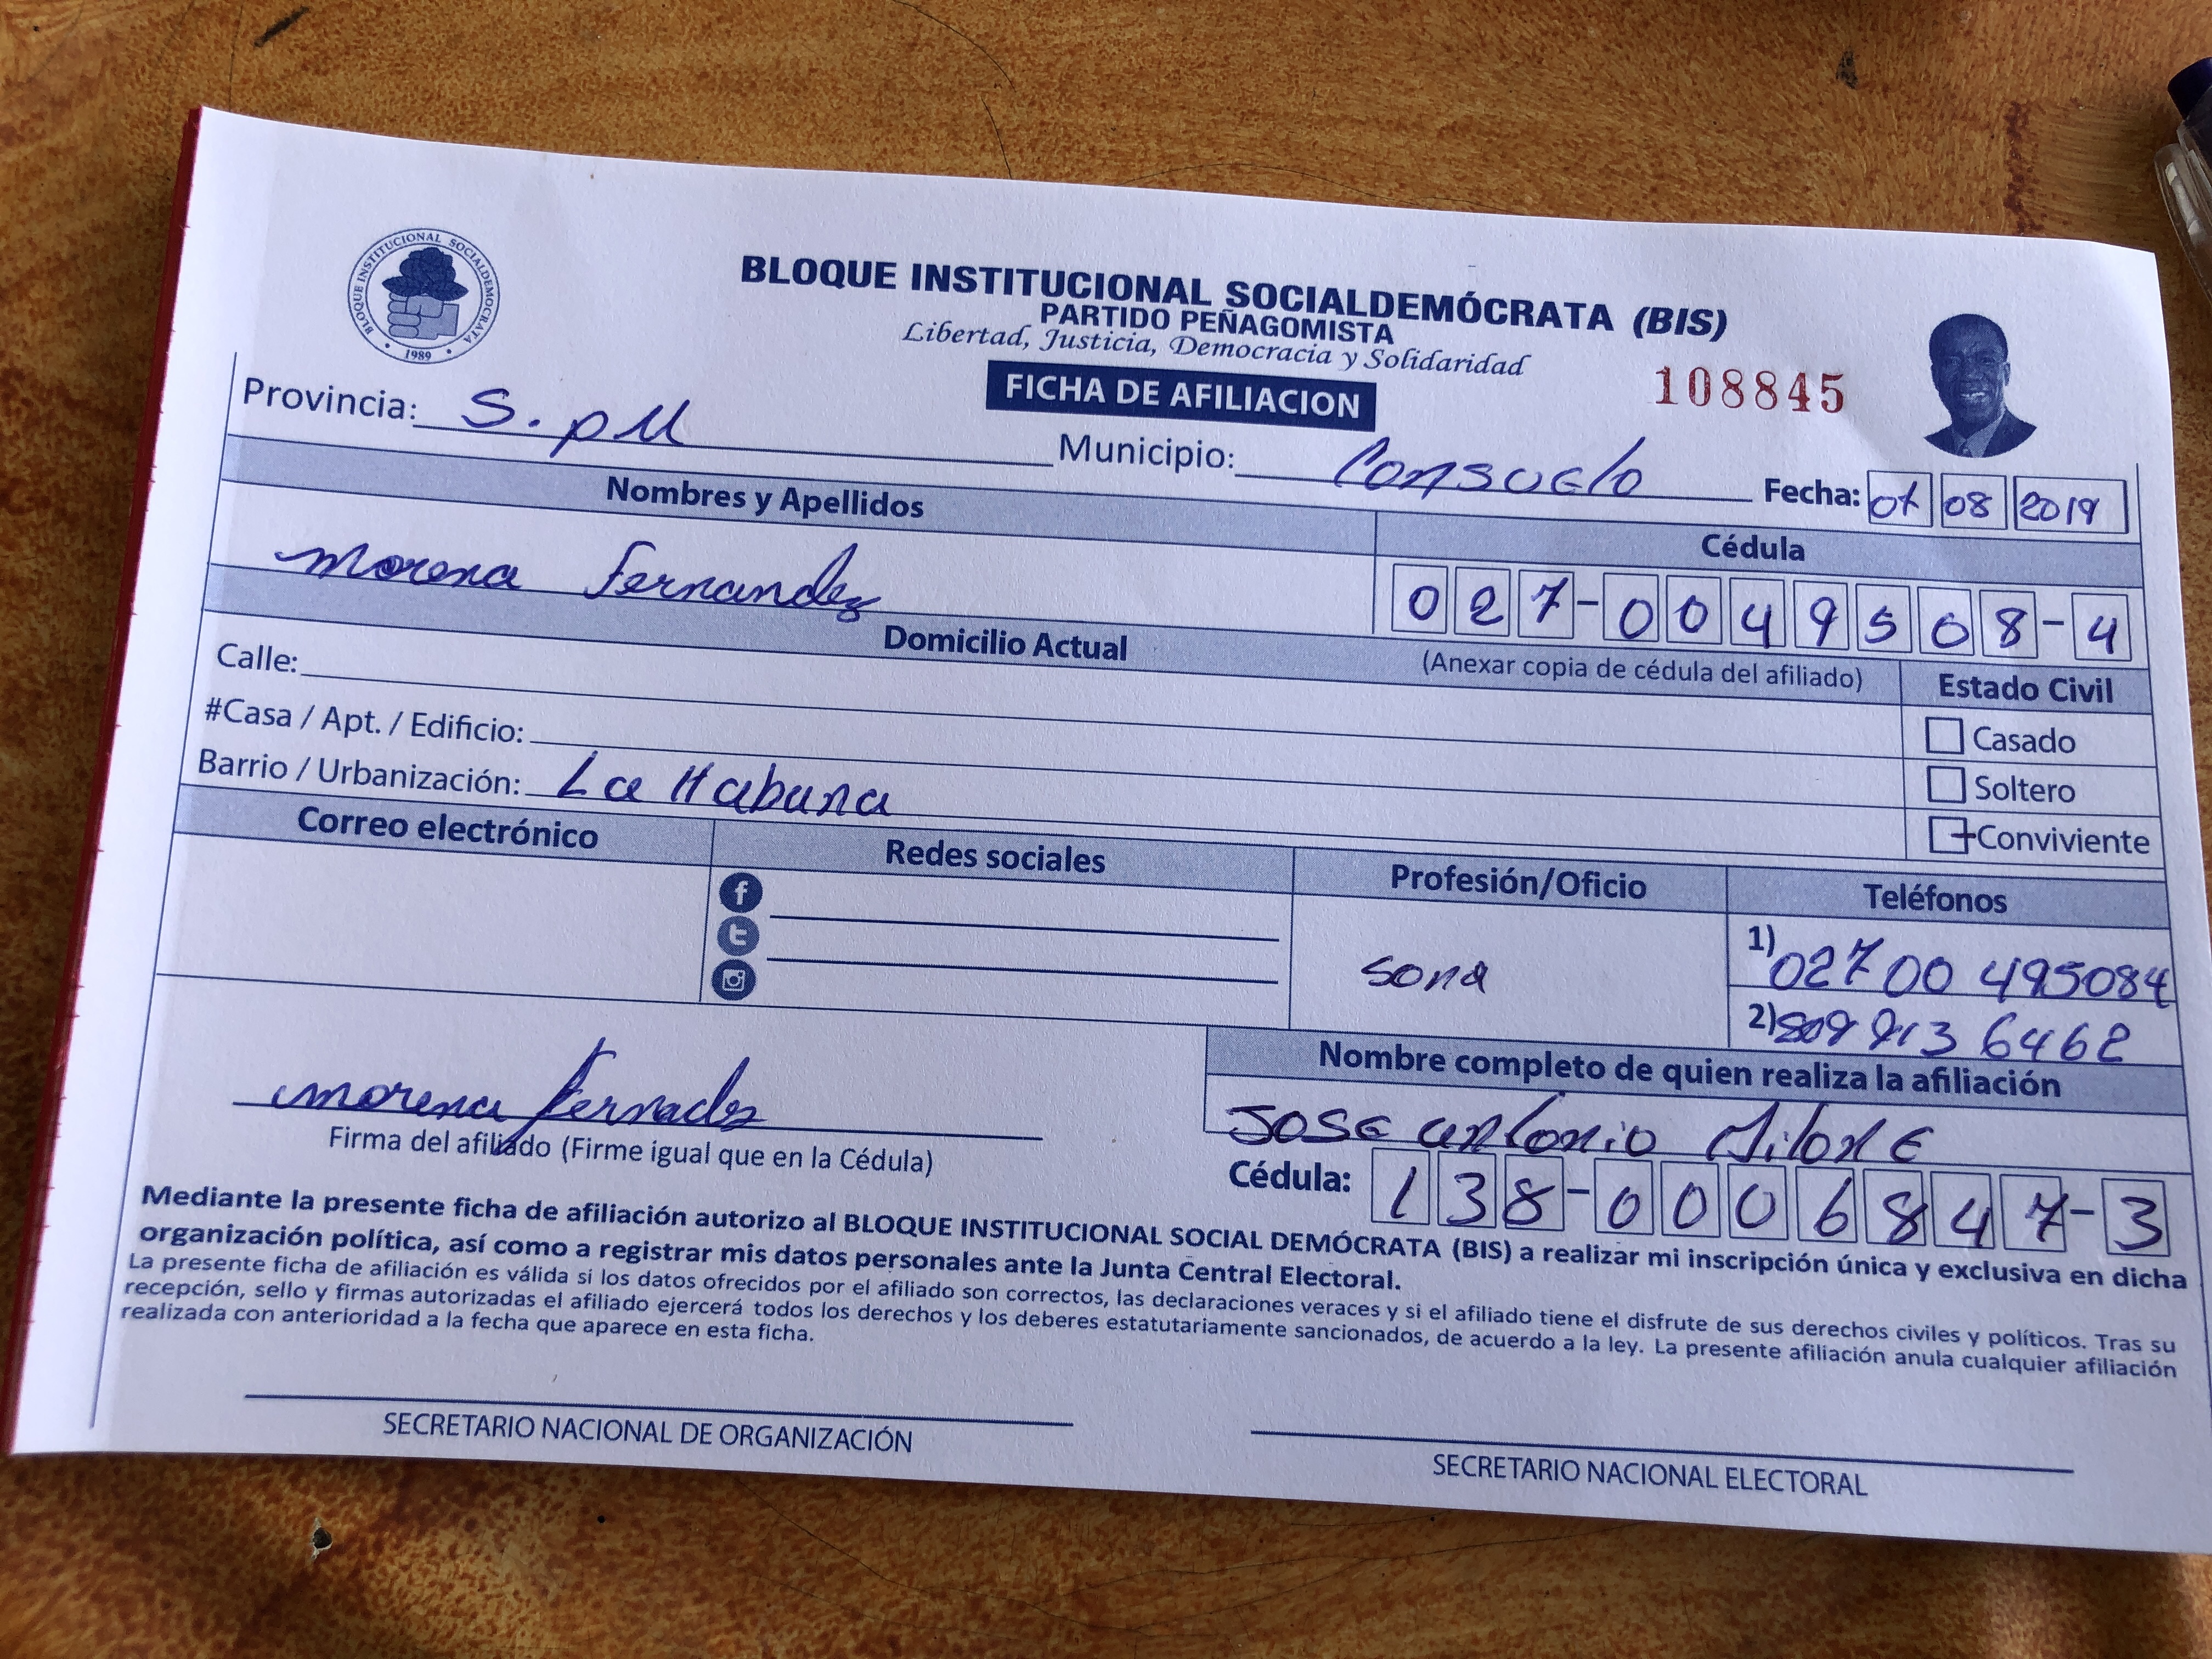 BLOQUE INSTITUCIONAL SOCIALDEMOCRATA
1989
BLOQUE INSTITUCIONAL SOCIALDEMÓCRATA (BIS)
PARTIDO PEÑAGOMISTA
Libertad, Justicia, Democracia y Solidaridad
FICHA DE AFILIACION
108845
Provincia: S. PM Municipio: Consuelo Fecha: 07 08 2019
Nombres y Apellidos Cédula
Morena Fernandez 027-0049508-4
Domicilio Actual (Anexar copia de cédula del afiliado) Estado Civil
Calle: Casado
#Casa / Apt. / Edificio: Soltero
Barrio / Urbanización: La Habana Conviviente
Correo electrónico Redes sociales Profesión/Oficio Teléfonos
sona
1) 02700 495084
2) 809 913 6462
Nombre completo de quien realiza la afiliación
morena fernades Jose antonio
Firma del afiliado (Firme igual que en la Cédula) Cédula: 138-0006847-3
Mediante la presente ficha de afiliación autorizo al BLOQUE INSTITUCIONAL SOCIAL DEMÓCRATA (BIS) a realizar mi inscripción única y exclusiva en dicha
organización política, así como a registrar mis datos personales ante la Junta Central Electoral.
La presente ficha de afiliación es válida si los datos ofrecidos por el afiliado son correctos, las declaraciones veraces y si el afiliado tiene el disfrute de sus derechos civiles y políticos. Tras su
recepción, sello y firmas autorizadas el afiliado ejercerá todos los derechos y los deberes estatutariamente sancionados, de acuerdo a la ley. La presente afiliación anula cualquier afiliación
realizada con anterioridad a la fecha que aparece en esta ficha.
SECRETARIO NACIONAL DE ORGANIZACIÓN SECRETARIO NACIONAL ELECTORAL